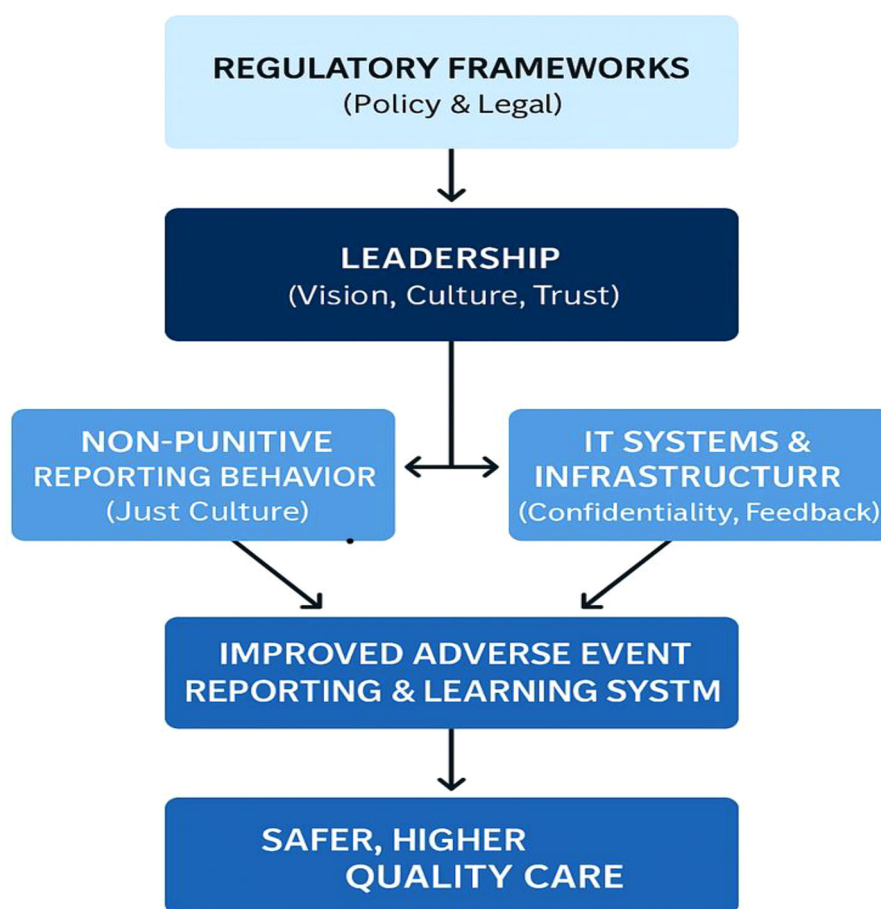 REGULATORY FRAMEWORKS
(Policy & Legal)
LEADERSHIP
(Vision, Culture, Trust)
NON-PUNITIVE
REPORTING BEHAVIOR
(Just Culture)
IT SYSTEMS &
INFRASTRUCTURR
(Confidentiality, Feedback)
IMPROVED ADVERSE EVENT
REPORTING & LEARNING SYSTM
SAFER, HIGHER
QUALITY CARE